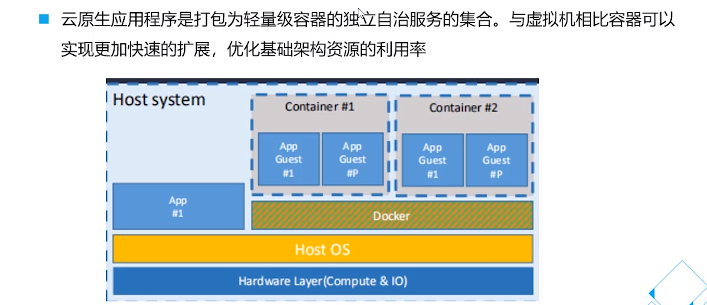 云原生应用程序是打包为轻量级容器的独立自治服务的集合。与虚拟机相比容器可以
实现更加快速的扩展，优化基础架构资源的利用率
Host system
Container #1
Container #2
App
Guest
#1
App
Guest
#P
App
Guest
#1
App
Guest
#P
App
#1
Docker
Host OS
Hardware Layer(Compute & IO)